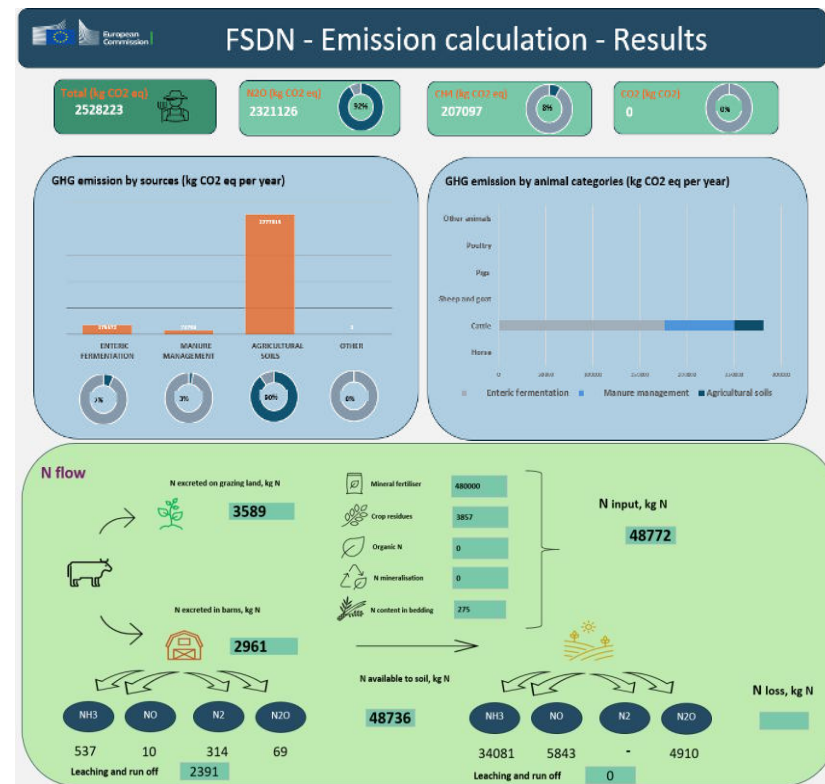 European
Commission
FSDN - Emission calculation - Results
Total (kg CO2 eq)
2528223
N2O (kg CO2 eq)
2321126
92%
CH4 (kg CO2 eq)
207097
8%
CO2 (kg CO2)
0
0%
GHG emission by sources (kg CO2 eq per year)
ENTERIC
FERMENTATION
MANURE
MANAGEMENT
AGRICULTURAL
SOILS
OTHER
7%
3%
90%
0%
GHG emission by animal categories (kg CO2 eq per year)
Other animals
Poultry
Pigs
Sheep and goat
Cattle
Horse
Enteric fermentation
Manure management
Agricultural soils
N flow
N excreted on grazing land, kg N
3589
Mineral fertiliser
480000
Crop residues
3857
Organic N
0
N mineralisation
0
N content in bedding
275
N input, kg N
48772
N excreted in barns, kg N
2961
N available to soil, kg N
48736
NH3
NO
N2
N2O
537
10
314
69
Leaching and run off
2391
NH3
NO
N2
N2O
34081
5843
-
4910
Leaching and run off
0
N loss, kg N